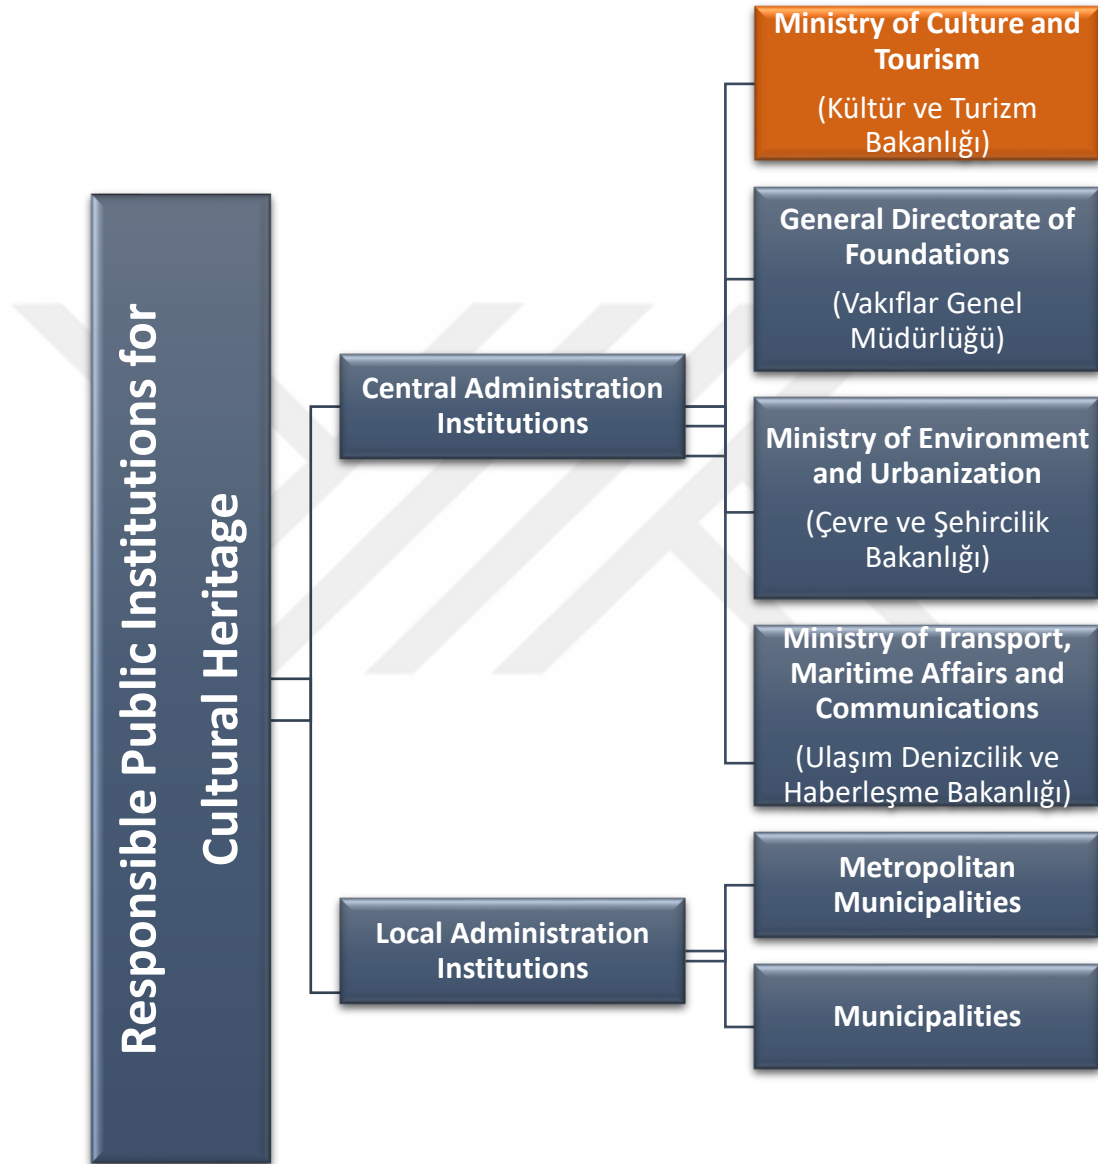 Responsible Public Institutions for
Cultural Heritage
Central Administration
Institutions
Ministry of Culture and
Tourism
(Kültür ve Turizm
Bakanlığı)
General Directorate of
Foundations
(Vakıflar Genel
Müdürlüğü)
Ministry of Environment
and Urbanization
(Çevre ve Şehircilik
Bakanlığı)
Ministry of Transport,
Maritime Affairs and
Communications
(Ulaşım Denizcilik ve
Haberleşme Bakanlığı)
Local Administration
Institutions
Metropolitan
Municipalities
Municipalities